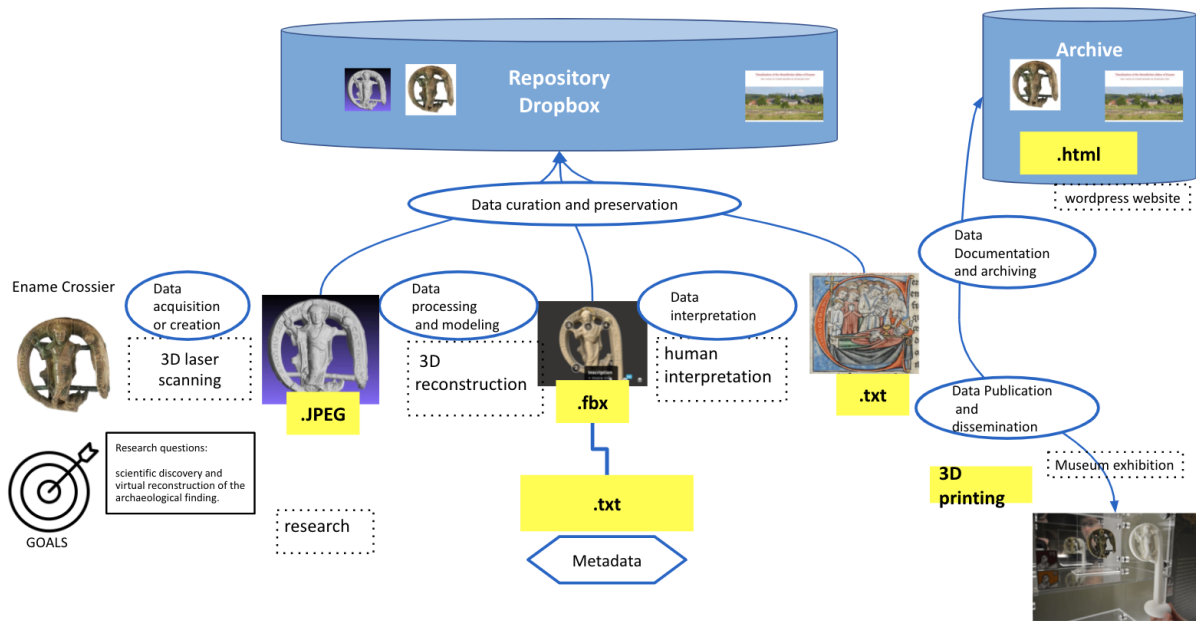 Repository
Dropbox
Archive
.html
wordpress website
Data curation and preservation
Data
Documentation
and archiving
Ename Crossier
Data
acquisition
or creation
3D laser
scanning
.JPEG
Data
processing
and modeling
3D
reconstruction
.fbx
Data
interpretation
human
interpretation
.txt
Data Publication
and
dissemination
Museum exhibition
3D
printing
Research questions:
scientific discovery and
virtual reconstruction of the
archaeological finding.
GOALS
research
.txt
Metadata